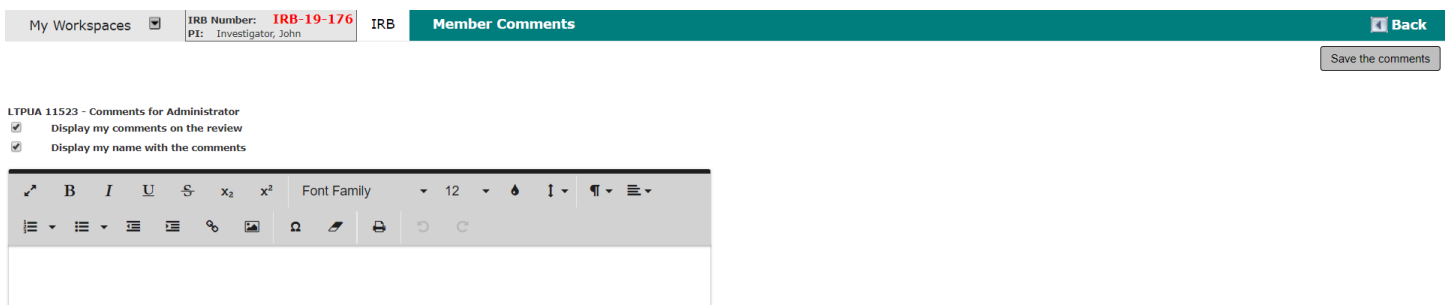 My Workspaces
IRB Number: IRB-19-176
PI: Investigator, John
IRB
Member Comments
Back
Save the comments
LTPUA 11523 - Comments for Administrator
Display my comments on the review
Display my name with the comments
B I U S x₂ x² Font Family 12 ¶
Ω